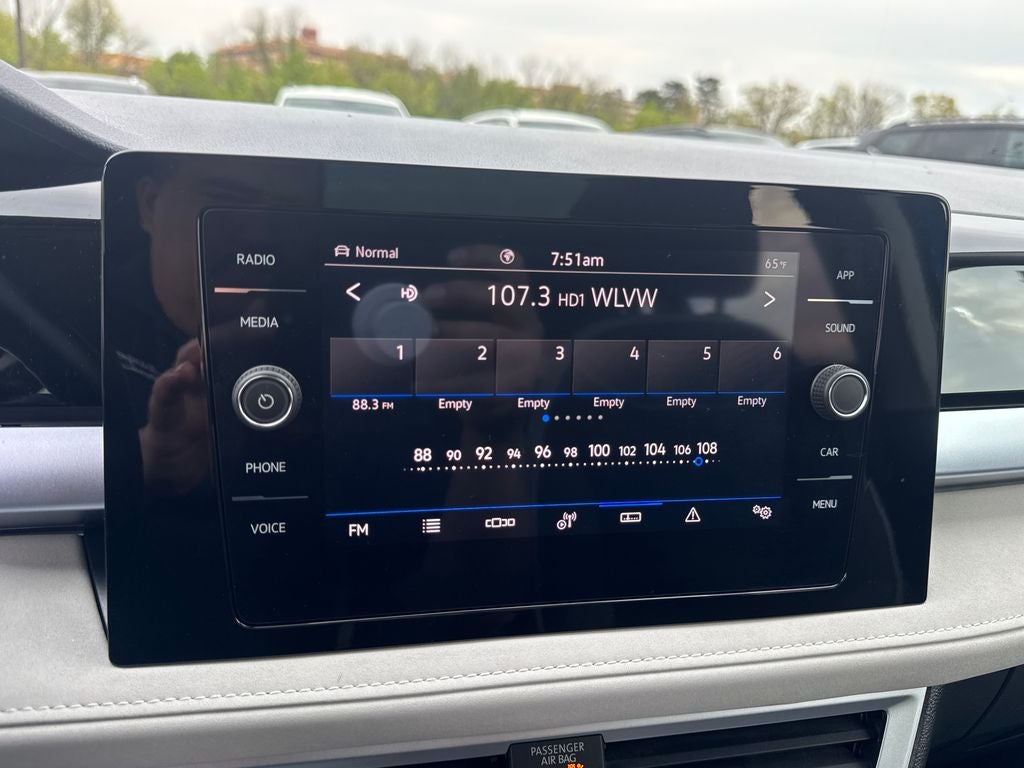 Normal 7:51am 65°F
107.3 HD1 WLVW
RADIO
MEDIA
PHONE
VOICE
1 2 3 4 5 6
88.3 FM Empty Empty Empty Empty Empty
88 90 92 94 96 98 100 102 104 106 108
FM
APP
SOUND
CAR
MENU
PASSENGER
AIR BAG